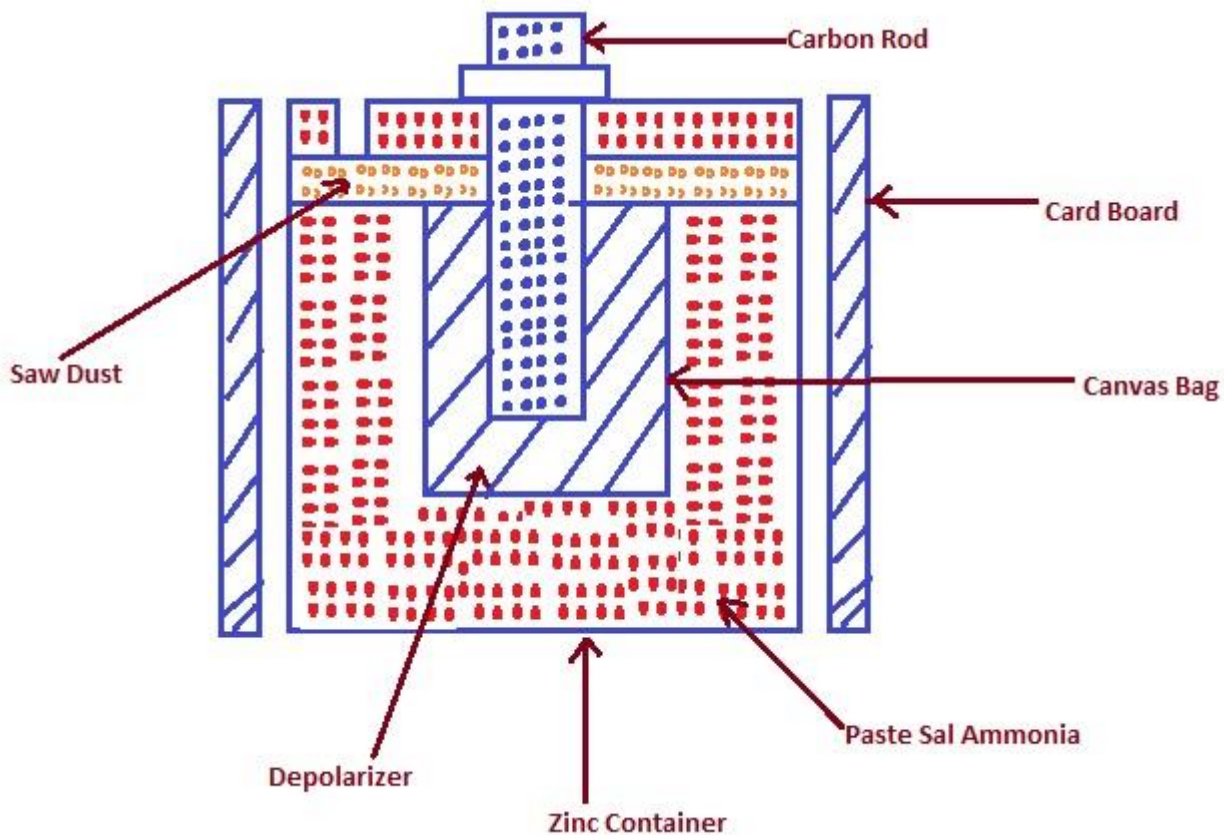 Carbon Rod
Card Board
Saw Dust
Canvas Bag
Paste Sal Ammonia
Depolarizer
Zinc Container